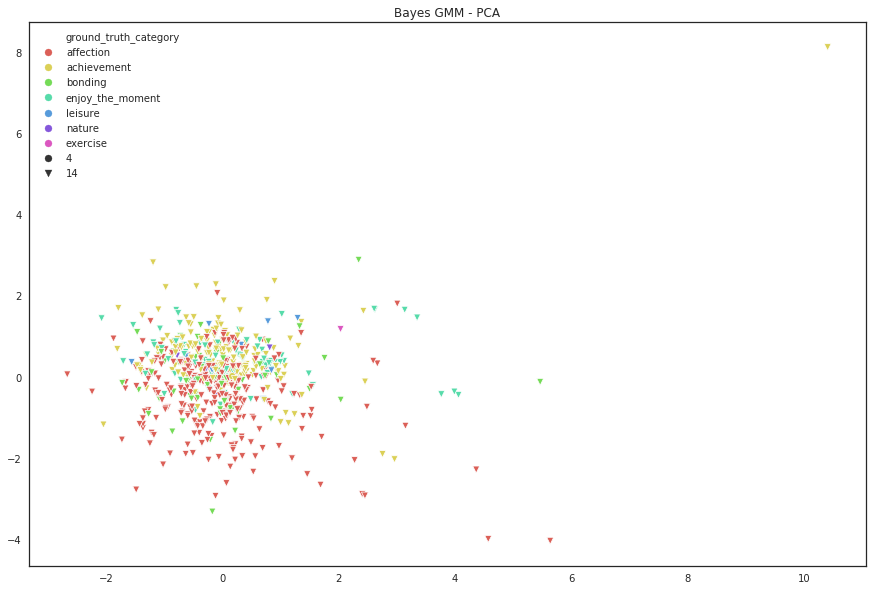 Bayes GMM - PCA
ground_truth_category
affection
achievement
bonding
enjoy_the_moment
leisure
nature
exercise
4
14
8
6
4
2
0
−2
−4
−2 0 2 4 6 8 10